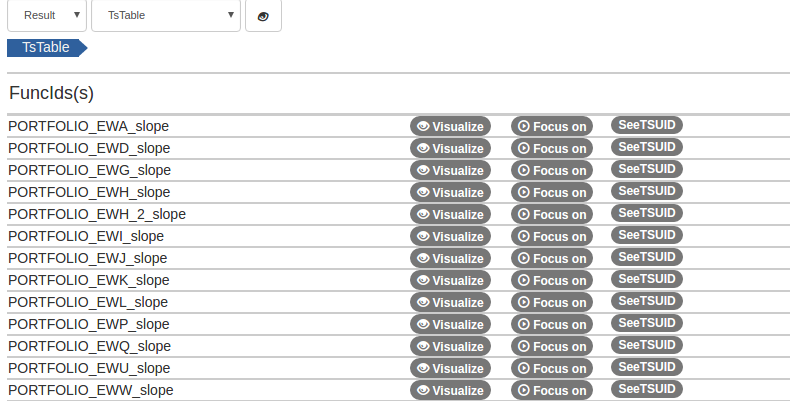 Result TsTable
TsTable
FuncIds(s)
PORTFOLIO_EWA_slope Visualize Focus on SeeTSUID
PORTFOLIO_EWD_slope Visualize Focus on SeeTSUID
PORTFOLIO_EWG_slope Visualize Focus on SeeTSUID
PORTFOLIO_EWH_slope Visualize Focus on SeeTSUID
PORTFOLIO_EWH_2_slope Visualize Focus on SeeTSUID
PORTFOLIO_EWI_slope Visualize Focus on SeeTSUID
PORTFOLIO_EWJ_slope Visualize Focus on SeeTSUID
PORTFOLIO_EWK_slope Visualize Focus on SeeTSUID
PORTFOLIO_EWL_slope Visualize Focus on SeeTSUID
PORTFOLIO_EWP_slope Visualize Focus on SeeTSUID
PORTFOLIO_EWQ_slope Visualize Focus on SeeTSUID
PORTFOLIO_EWU_slope Visualize Focus on SeeTSUID
PORTFOLIO_EWW_slope Visualize Focus on SeeTSUID